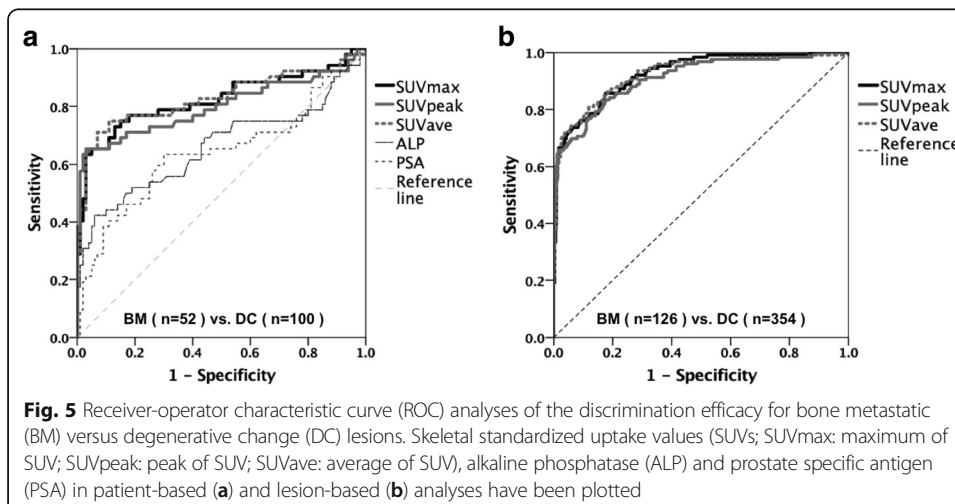 a
b
1.0
0.8
0.6
0.4
0.2
0.0
Sensitivity
0.0 0.2 0.4 0.6 0.8 1.0
1 - Specificity
BM ( n=52 ) vs. DC ( n=100 )
SUVmax
SUVpeak
SUVave
ALP
PSA
Reference
line
1.0
0.8
0.6
0.4
0.2
0.0
Sensitivity
0.0 0.2 0.4 0.6 0.8 1.0
1 - Specificity
BM ( n=126 ) vs. DC ( n=354 )
SUVmax
SUVpeak
SUVave
Reference
line
Fig. 5 Receiver-operator characteristic curve (ROC) analyses of the discrimination efficacy for bone metastatic
(BM) versus degenerative change (DC) lesions. Skeletal standardized uptake values (SUVs; SUVmax: maximum of
SUV; SUVpeak: peak of SUV; SUVave: average of SUV), alkaline phosphatase (ALP) and prostate specific antigen
(PSA) in patient-based (a) and lesion-based (b) analyses have been plotted